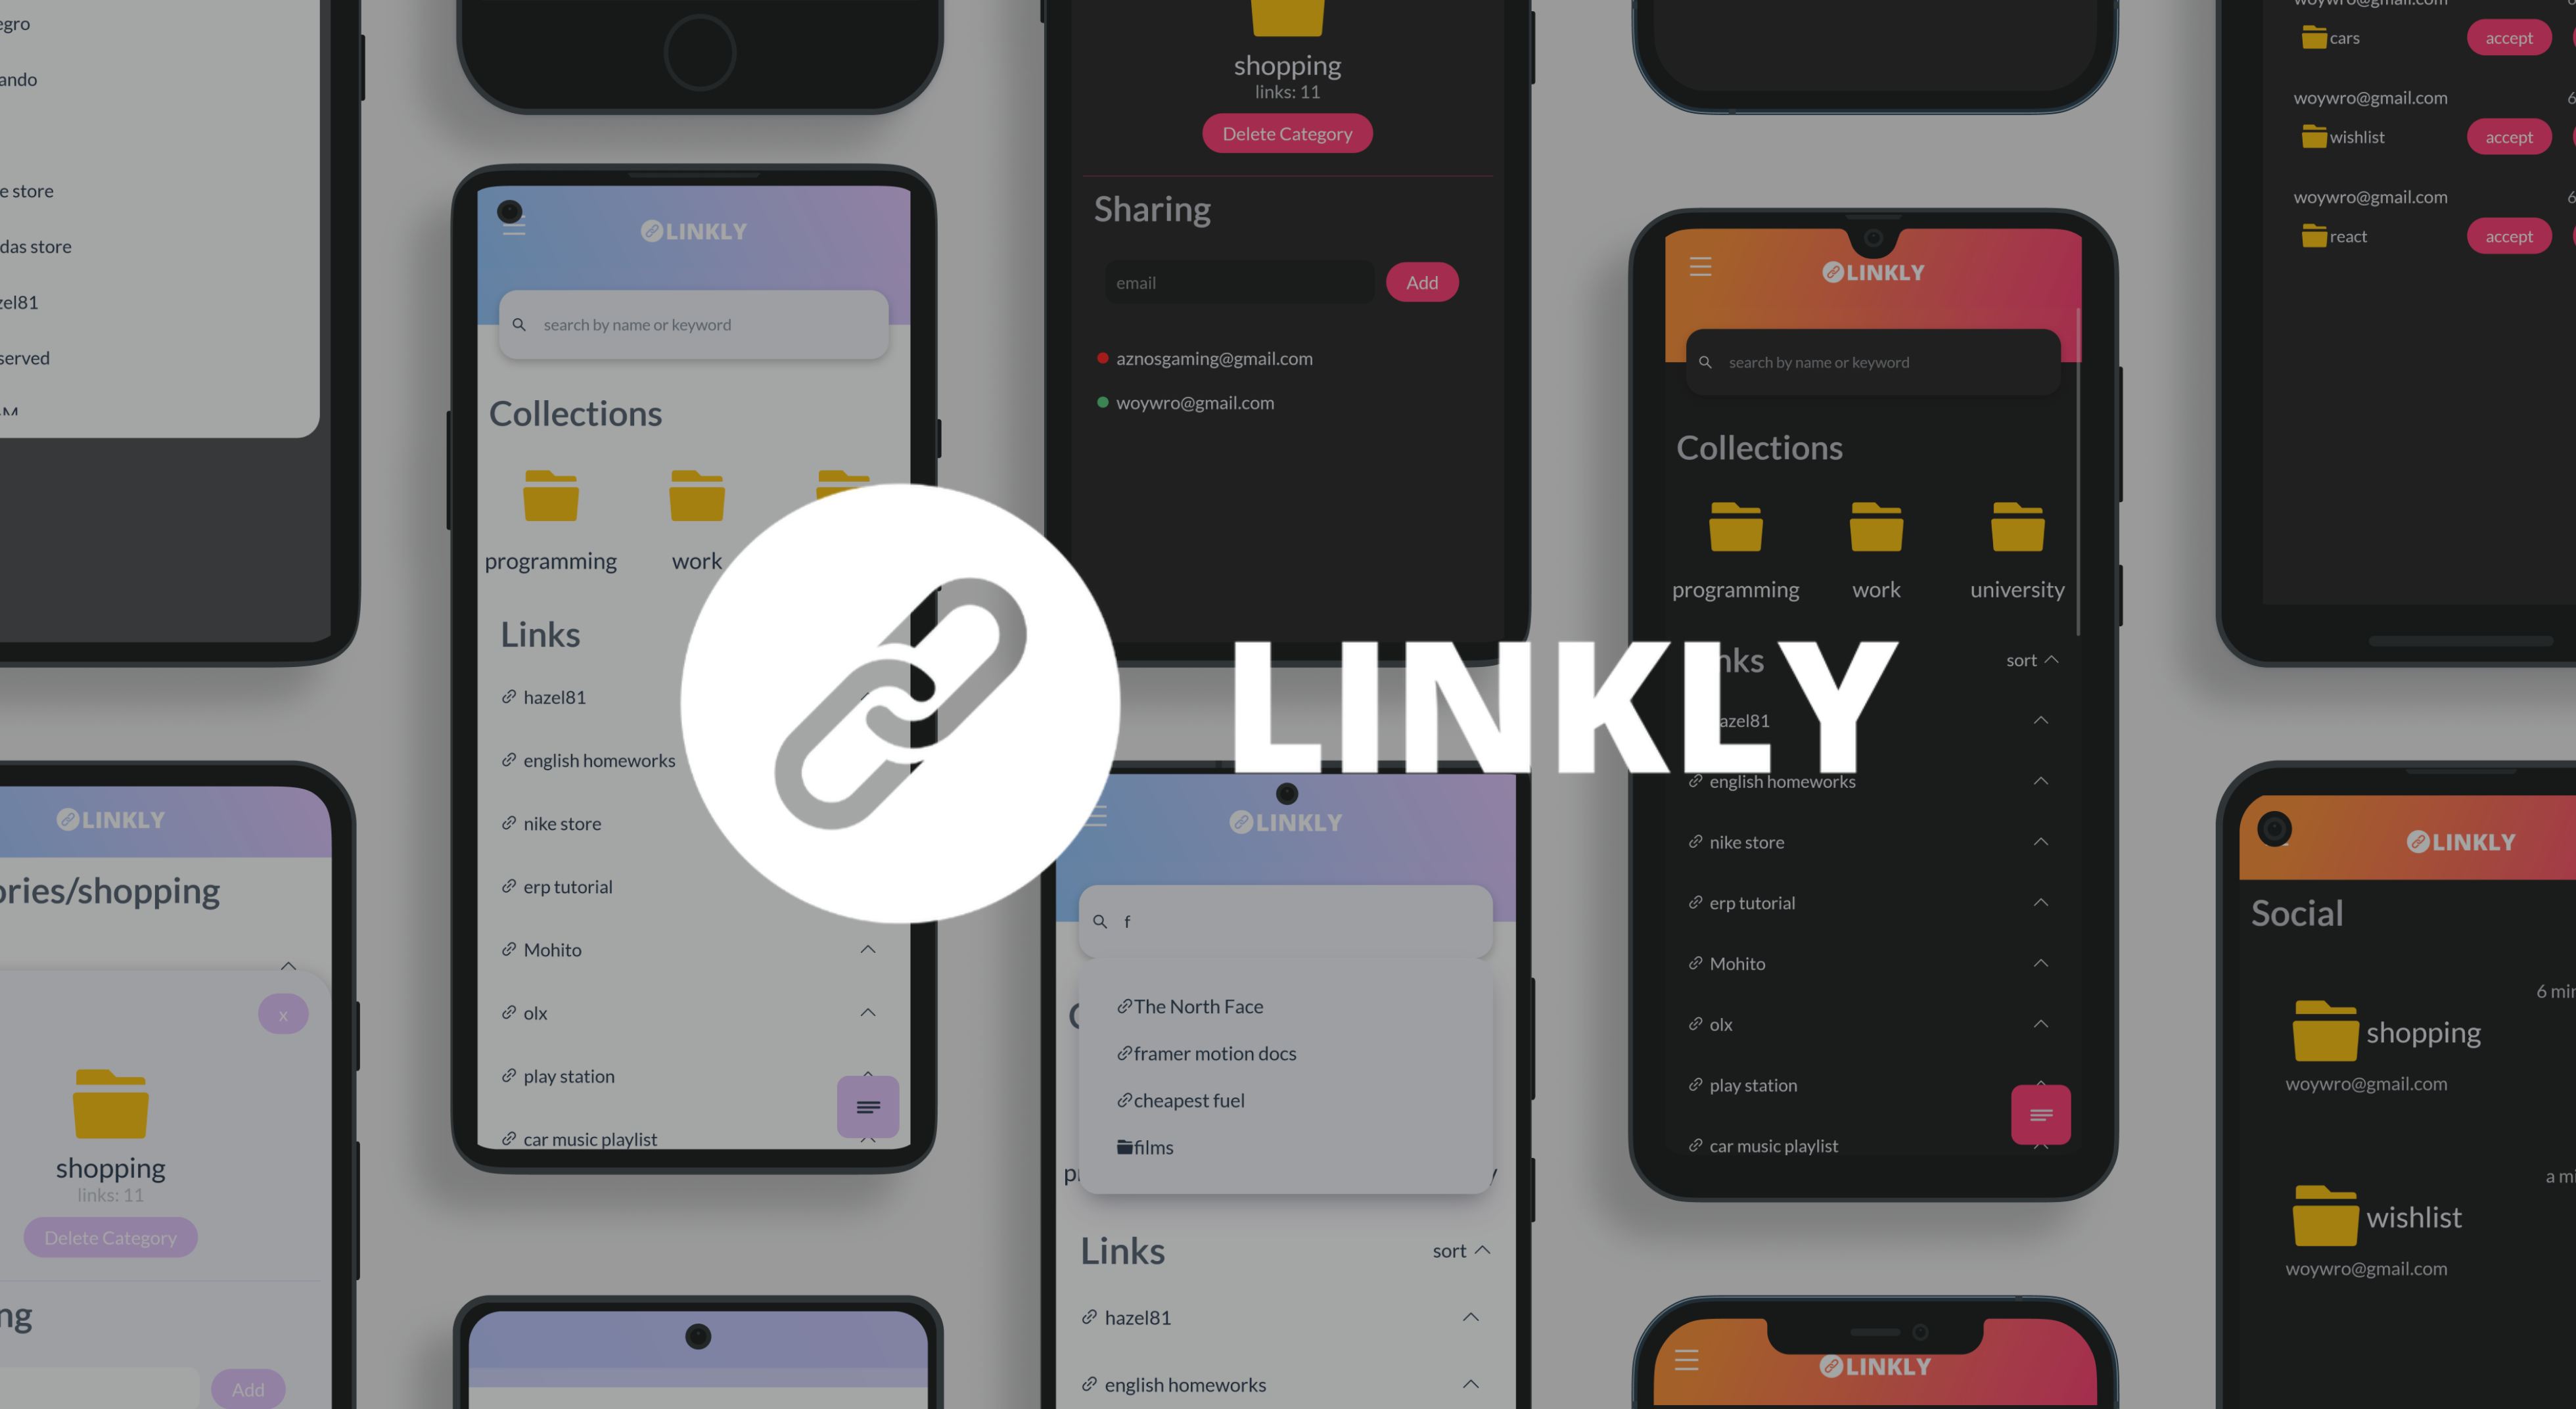 egro
ando
e store
das store
zel81
served
LINKLY
search by name or keyword
Collections
programming
work
Links
hazel81
english homeworks
nike store
erp tutorial
Mohito
olx
play station
car music playlist
shopping
links: 11
Delete Category
Sharing
email
Add
aznosgaming@gmail.com
woywro@gmail.com
LINKLY
LINKLY
search by name or keyword
Collections
programming work university
nks
sort
azel81
english homeworks
nike store
erp tutorial
Mohito
olx
play station
car music playlist
woywro@gmail.com
cars
accept
woywro@gmail.com
6
wishlist
accept
woywro@gmail.com
6
react
accept
LINKLY
ries/shopping
x
shopping
links: 11
Delete Category
ng
Add
LINKLY
f
The North Face
framer motion docs
cheapest fuel
films
Links
sort
hazel81
english homeworks
LINKLY
LINKLY
Social
6 min
shopping
woywro@gmail.com
a mi
wishlist
woywro@gmail.com